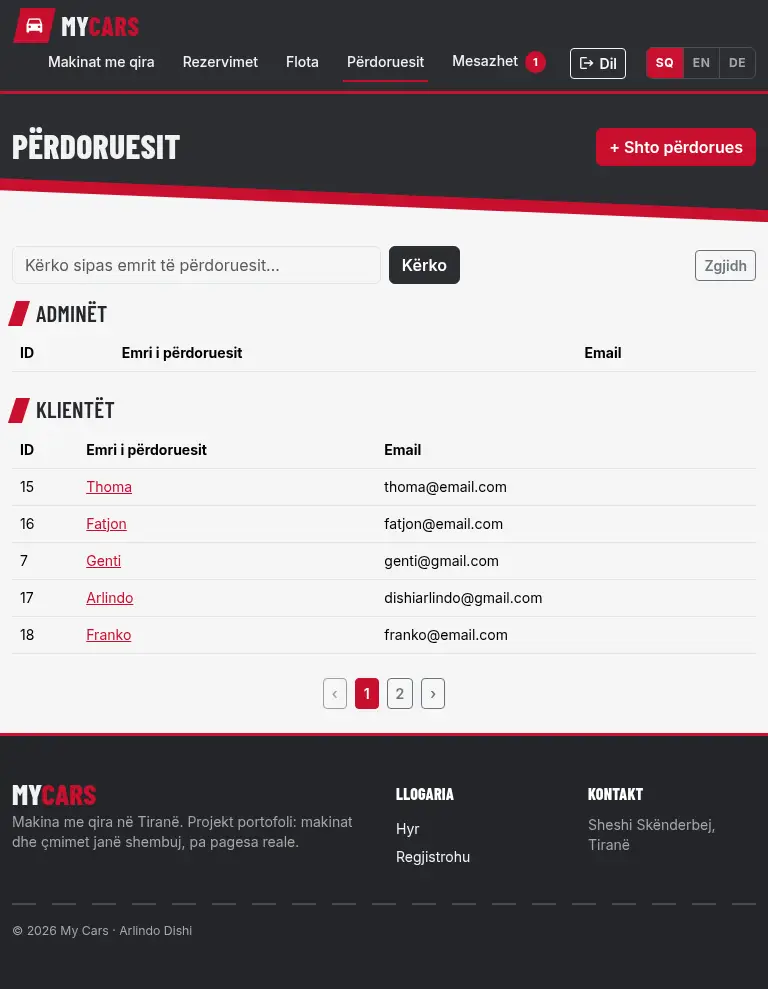 MYCARS
Makinat me qira Rezervimet Flota Përdoruesit Mesazhet 1 Dil SQ EN DE
PËRDORUESIT
+ Shto përdorues
Kërko sipas emrit të përdoruesit... Kërko Zgjidh
ADMINËT
ID Emri i përdoruesit Email
KLIENTËT
ID Emri i përdoruesit Email
15 Thoma thoma@email.com
16 Fatjon fatjon@email.com
7 Genti genti@gmail.com
17 Arlindo dishiarlindo@gmail.com
18 Franko franko@email.com
‹ 1 2 ›
MYCARS
Makina me qira në Tiranë. Projekt portofoli: makinat
dhe çmimet janë shembuj, pa pagesa reale.
LLOGARIA
Hyr
Regjistrohu
KONTAKT
Sheshi Skënderbej,
Tiranë
© 2026 My Cars · Arlindo Dishi